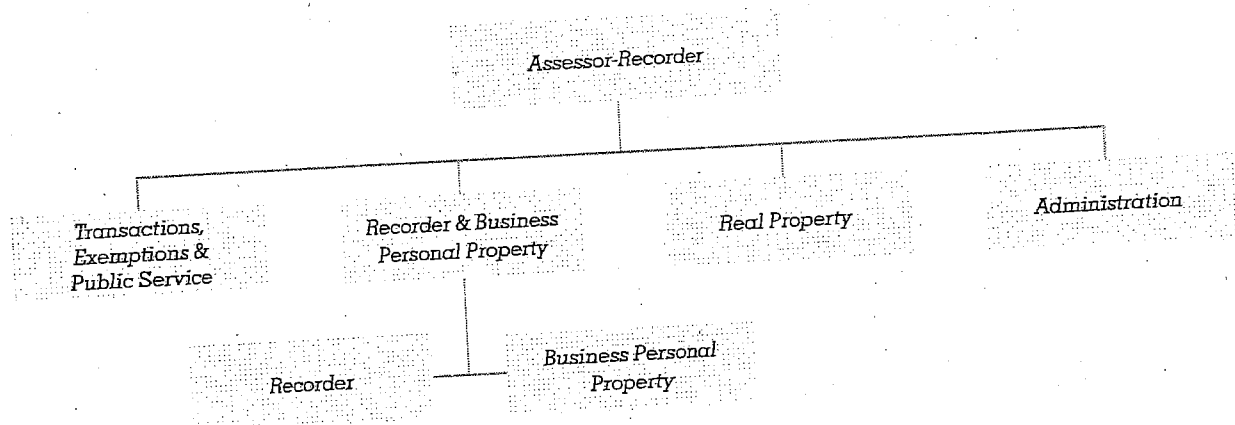 Assessor-Recorder
Transactions,
Exemptions &
Public Service
Recorder & Business
Personal Property
Real Property
Administration
Recorder
Business Personal
Property